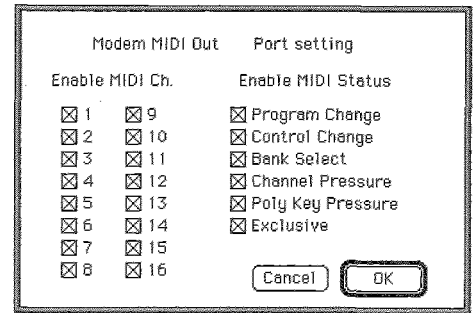 Modem MIDI Out Port setting
Enable MIDI Ch. Enable MIDI Status
1 9 Program Change
2 10 Control Change
3 11 Bank Select
4 12 Channel Pressure
5 13 Poly Key Pressure
6 14 Exclusive
7 15
8 16
Cancel OK